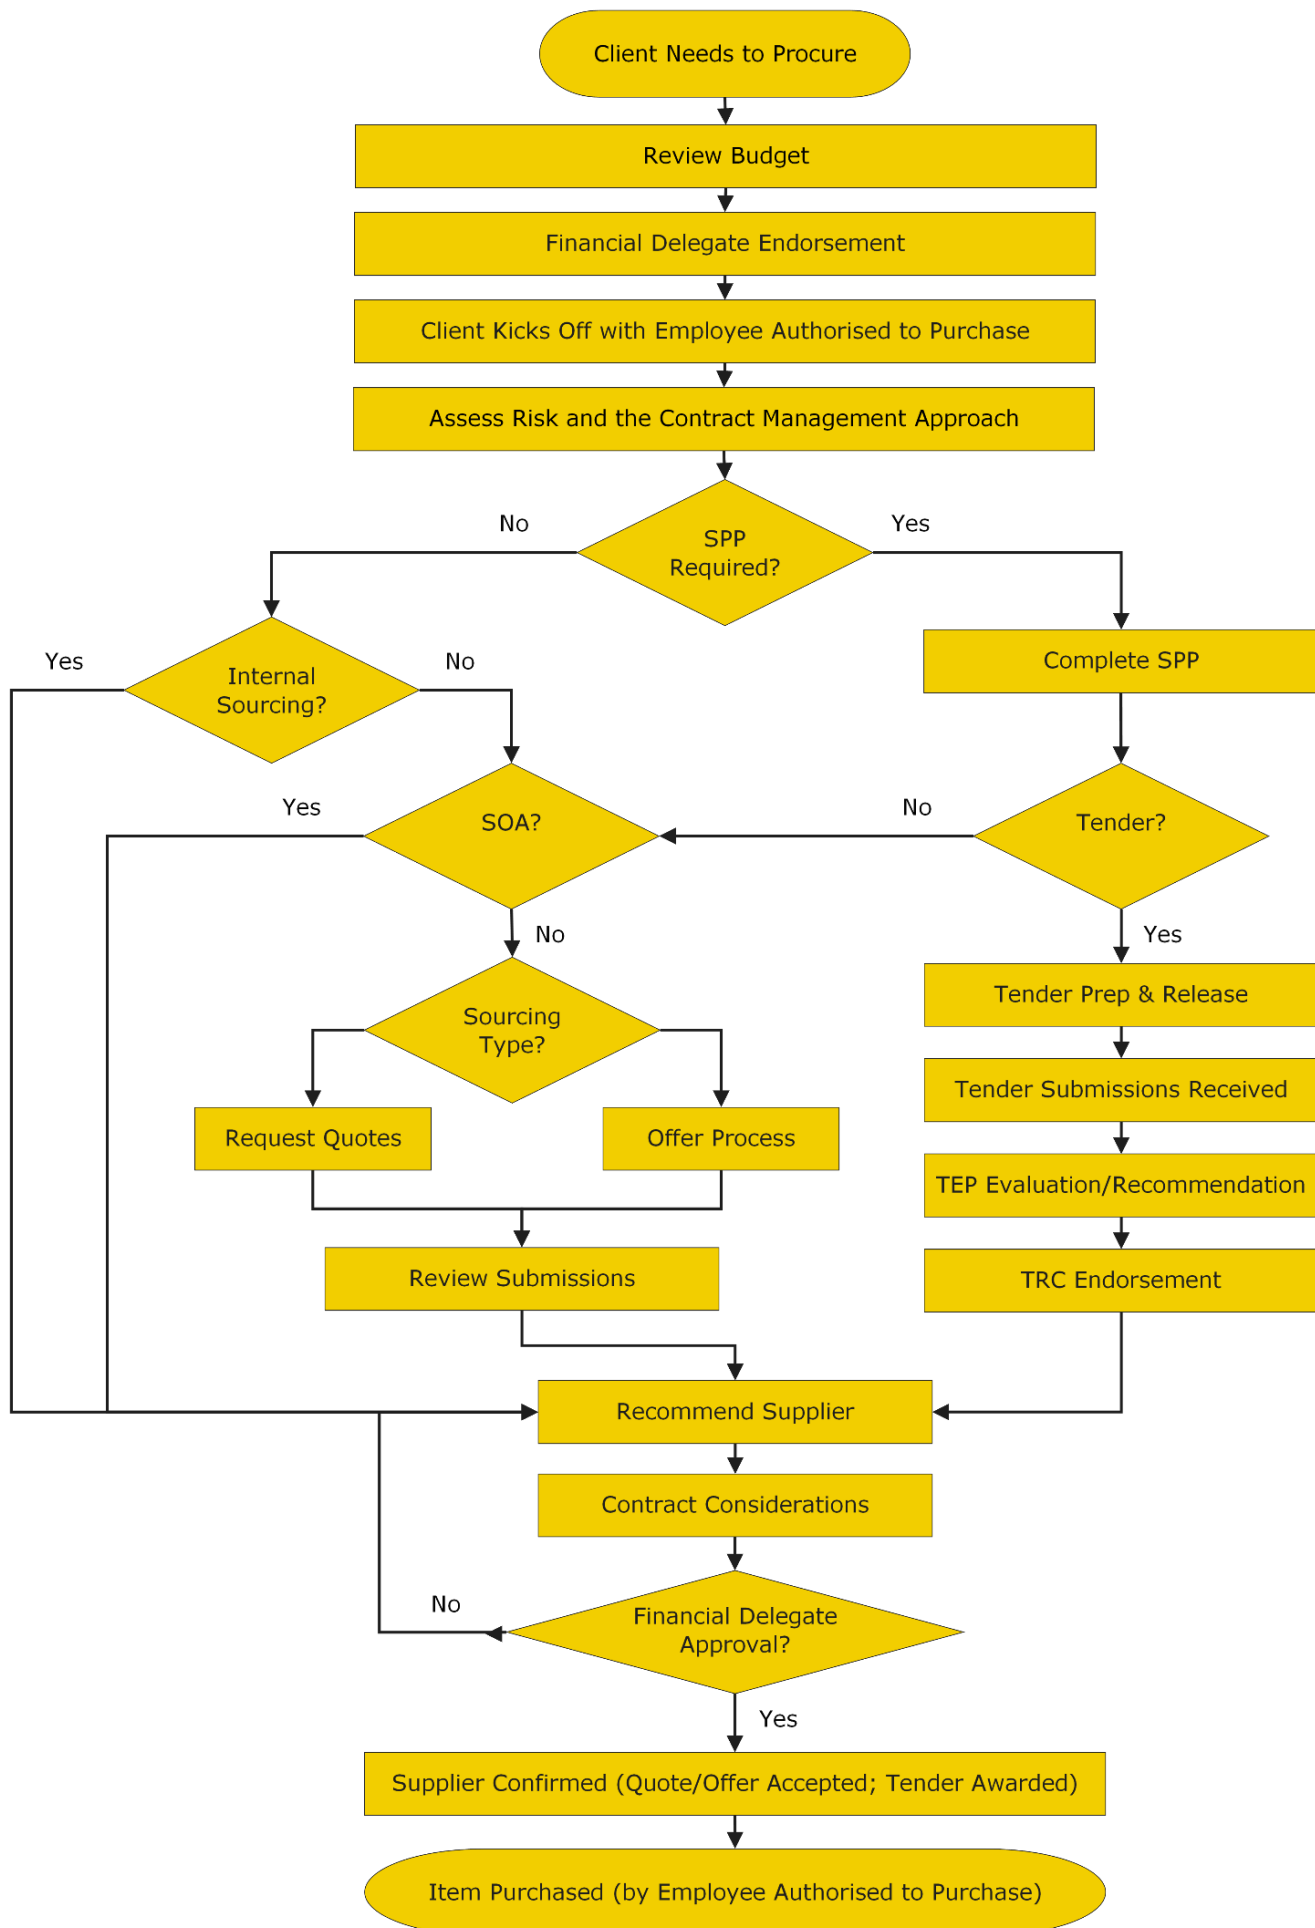 Client Needs to Procure
Review Budget
Financial Delegate Endorsement
Client Kicks Off with Employee Authorised to Purchase
Assess Risk and the Contract Management Approach
No
Yes
SPP
Required?
Yes
No
Internal
Sourcing?
Complete SPP
Yes
SOA?
No
Tender?
No
Yes
Sourcing
Type?
Tender Prep & Release
Tender Submissions Received
Request Quotes
Offer Process
TEP Evaluation/Recommendation
Review Submissions
TRC Endorsement
Recommend Supplier
Contract Considerations
No
Financial Delegate
Approval?
Yes
Supplier Confirmed (Quote/Offer Accepted; Tender Awarded)
Item Purchased (by Employee Authorised to Purchase)